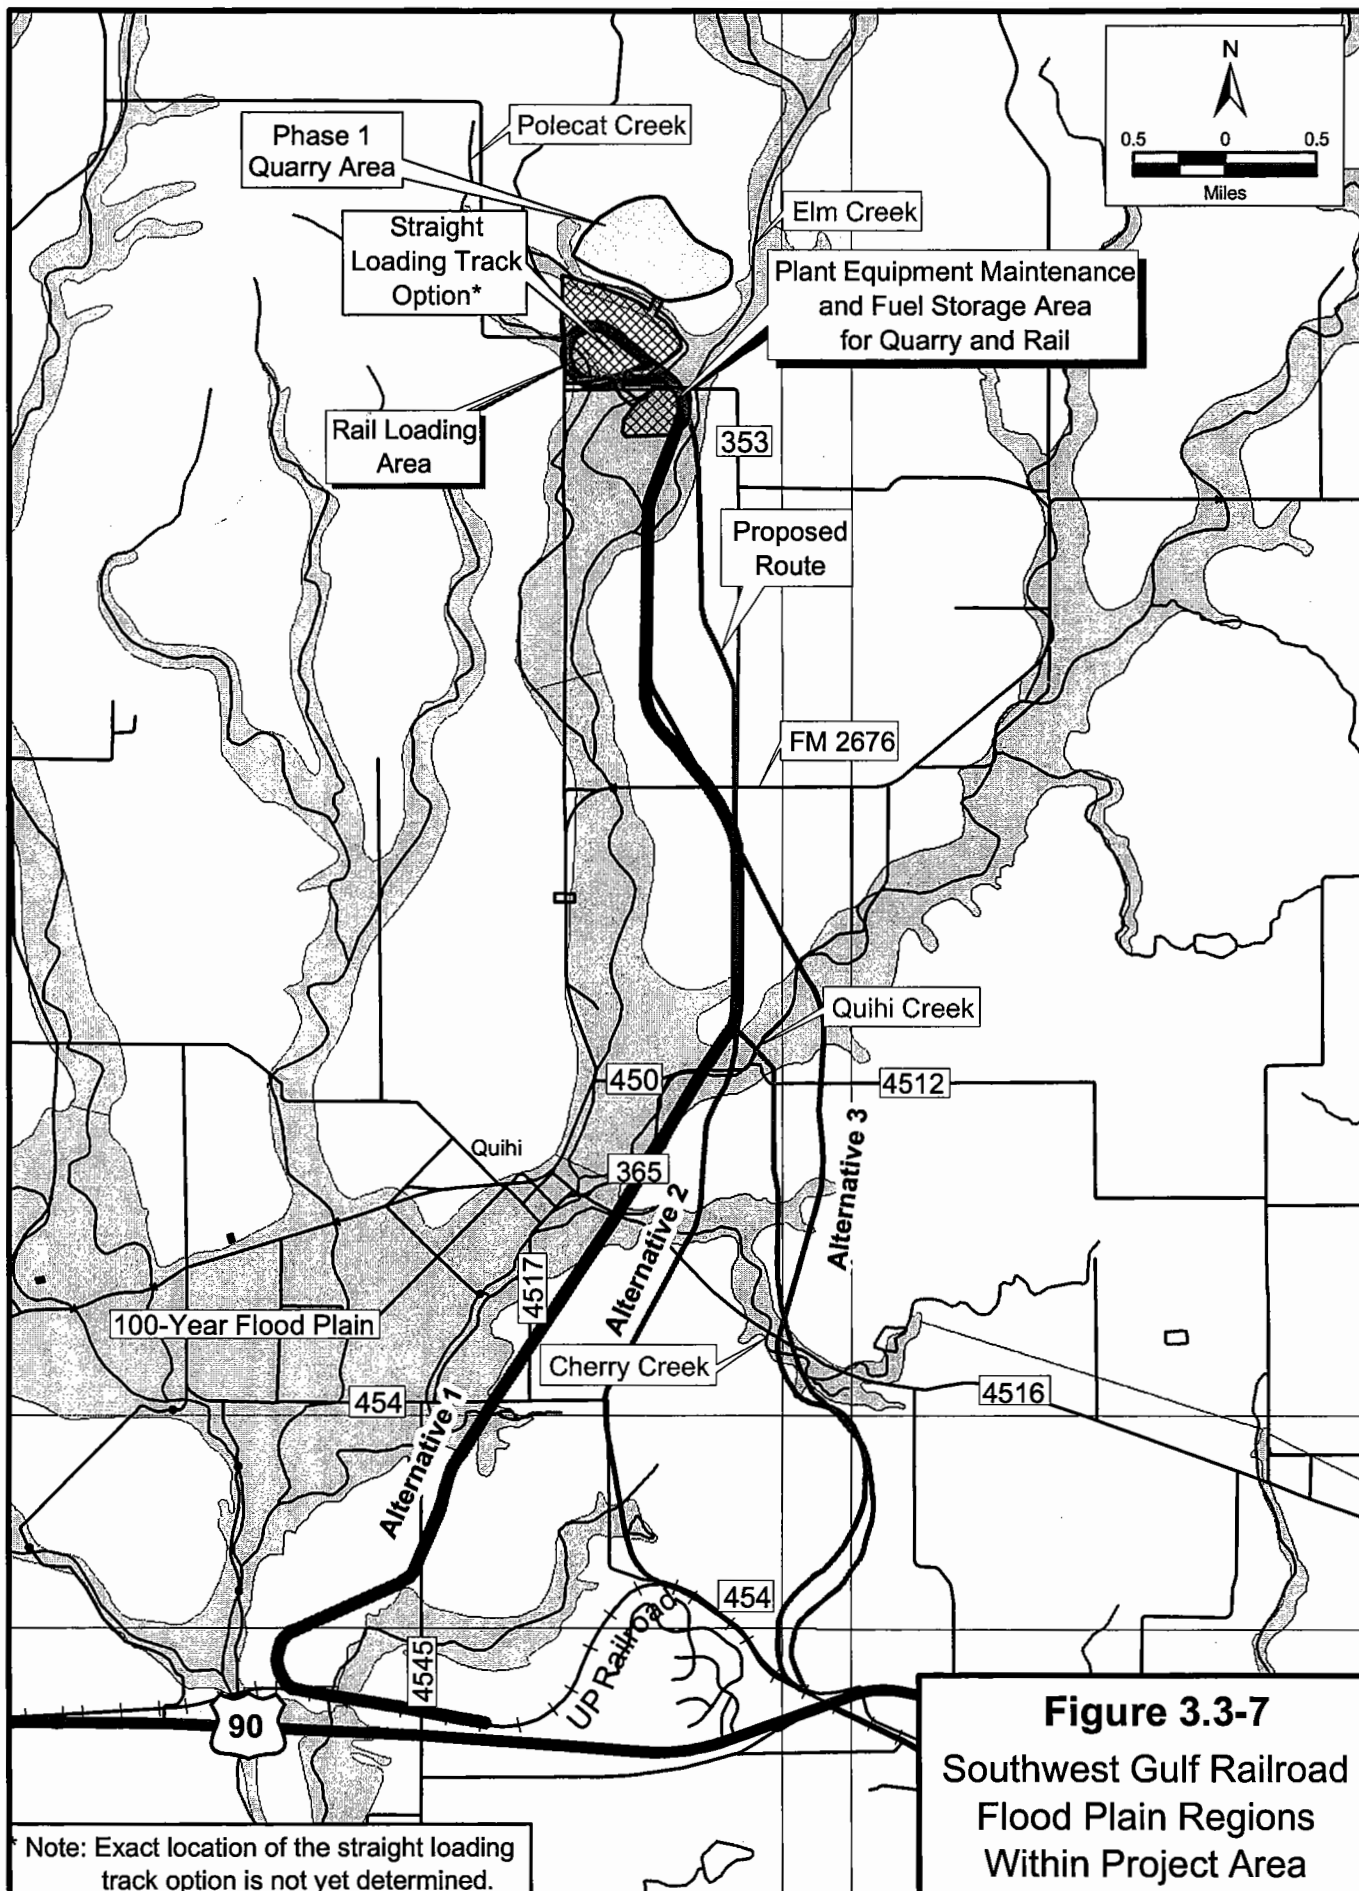 N
0.5 0 0.5
Miles
Polecat Creek
Phase 1
Quarry Area
Elm Creek
Straight
Loading Track
Option*
Plant Equipment Maintenance
and Fuel Storage Area
for Quarry and Rail
Rail Loading
Area
353
Proposed
Route
FM 2676
Quihi Creek
450
4512
Quihi
365
Alternative 3
Alternative 2
4517
100-Year Flood Plain
Cherry Creek
4516
454
Alternative 1
454
UP Railroad
4545
90
Figure 3.3-7
Southwest Gulf Railroad
Flood Plain Regions
Within Project Area
* Note: Exact location of the straight loading
track option is not yet determined.